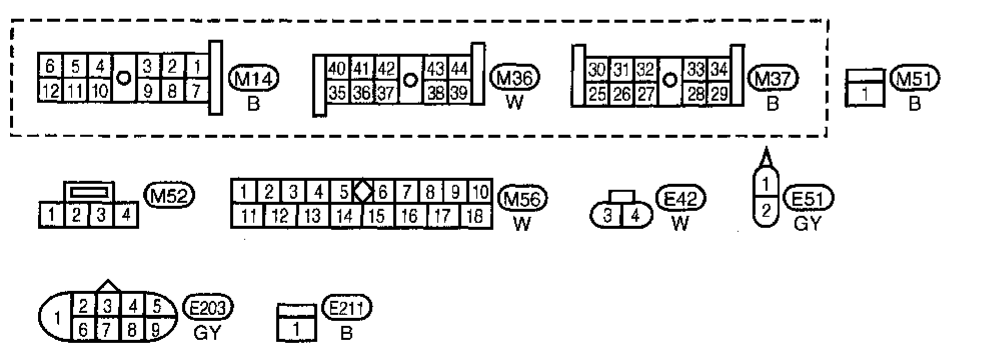 6 5 4 3 2 1
12 11 10 9 8 7
M14
B
40 41 42 43 44
35 36 37 38 39
M36
W
30 31 32 33 34
25 26 27 28 29
M37
B
1
M51
B
1 2 3 4
M52
1 2 3 4 5 6 7 8 9 10
11 12 13 14 15 16 17 18
M56
W
3 4
E42
W
1
2
E51
GY
1
2 3 4 5
6 7 8 9
E203
GY
1
E211
B